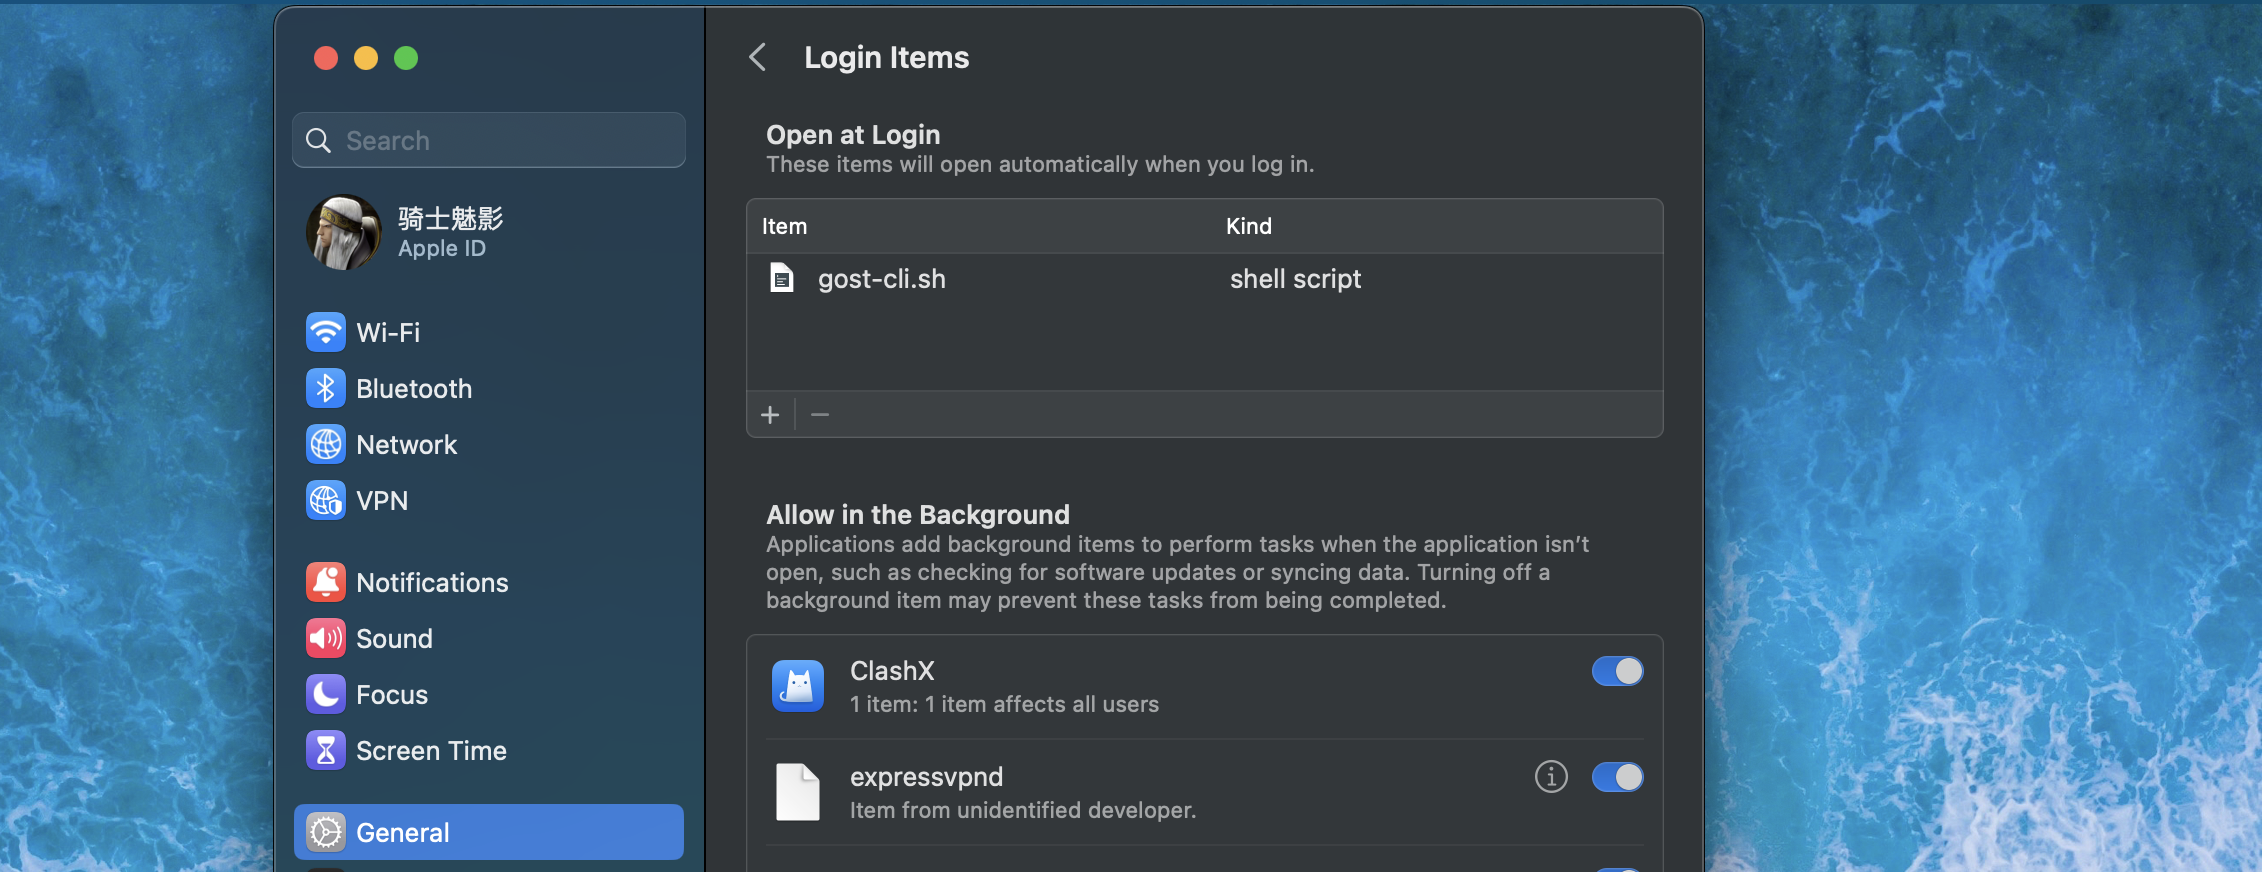 Search
骑士魅影
Apple ID
Wi-Fi
Bluetooth
Network
VPN
Notifications
Sound
Focus
Screen Time
General
Login Items
Open at Login
These items will open automatically when you log in.
Item Kind
gost-cli.sh shell script
Allow in the Background
Applications add background items to perform tasks when the application isn't
open, such as checking for software updates or syncing data. Turning off a
background item may prevent these tasks from being completed.
ClashX
1 item: 1 item affects all users
expressvpnd
Item from unidentified developer.